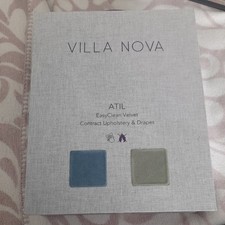 VILLA NOVA
ATIL
EasyClean Velvet
Contract Upholstery & Drapes